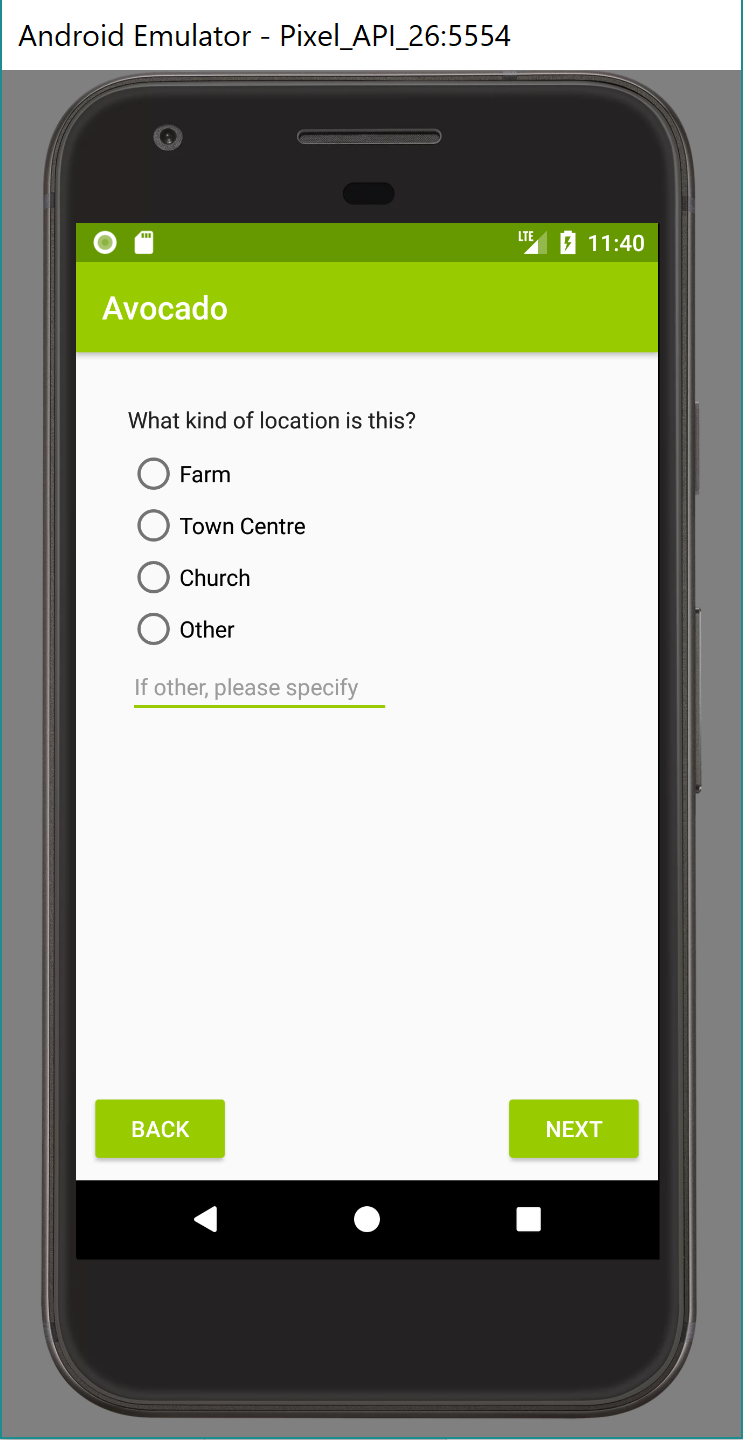 Android Emulator - Pixel_API_26:5554
LTE 11:40
Avocado
What kind of location is this?
Farm
Town Centre
Church
Other
If other, please specify
BACK NEXT